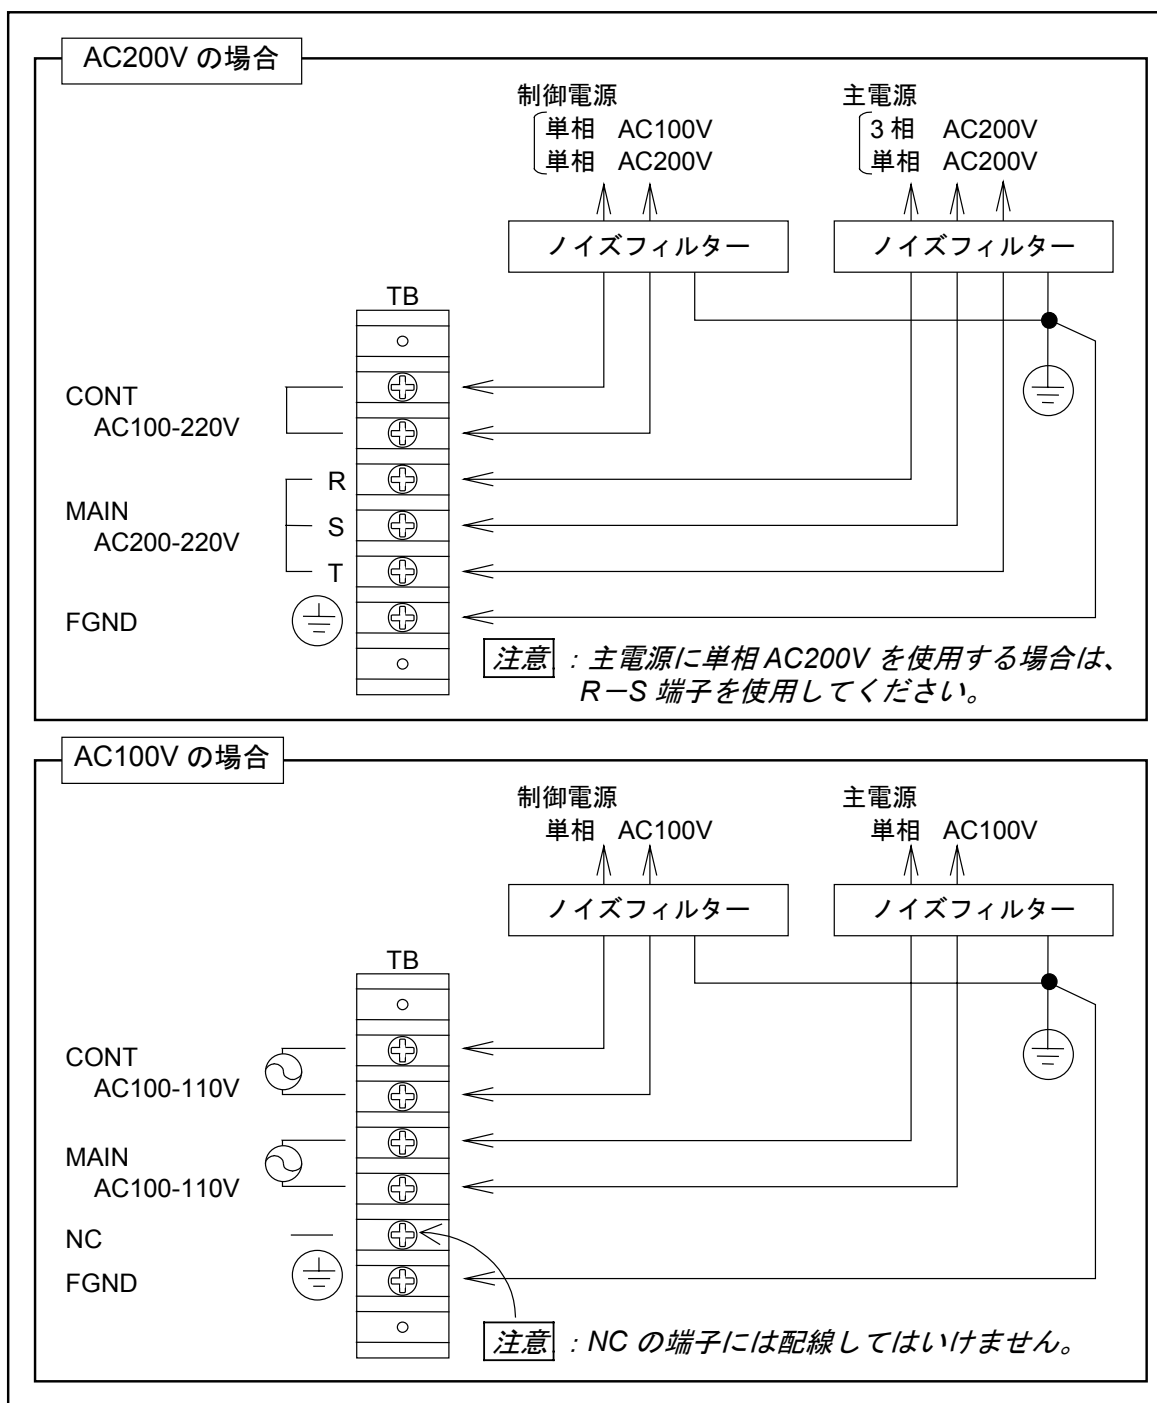 AC200V の場合
制御電源
単相 AC100V
単相 AC200V
主電源
3 相 AC200V
単相 AC200V
ノイズフィルター
ノイズフィルター
TB
CONT
AC100-220V
R
MAIN
S
AC200-220V
T
FGND
注意 : 主電源に単相 AC200V を使用する場合は、
R－S 端子を使用してください。
AC100V の場合
制御電源
単相 AC100V
主電源
単相 AC100V
ノイズフィルター
ノイズフィルター
TB
CONT
AC100-110V
MAIN
AC100-110V
NC
FGND
注意 : NC の端子には配線してはいけません。